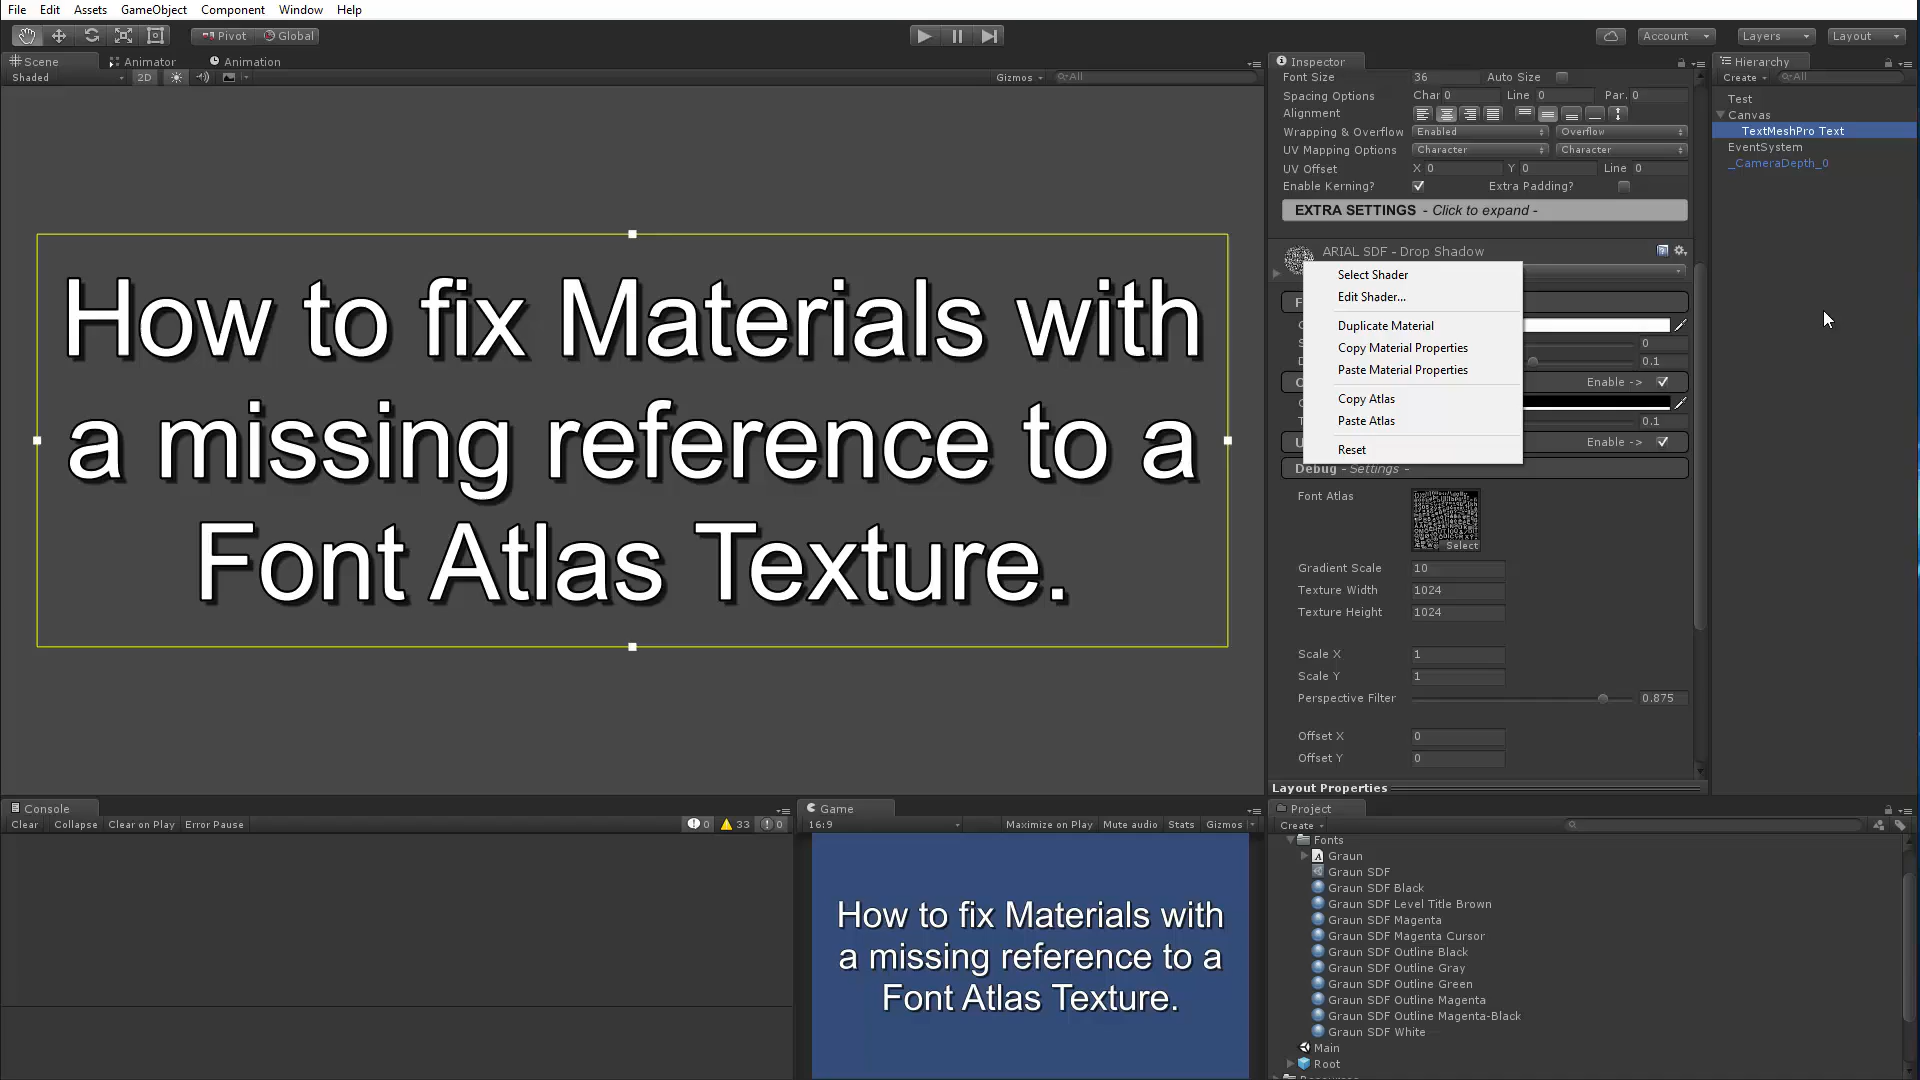 File Edit Assets GameObject Component Window Help
Pivot Global Account Layers Layout
Scene Animator Animation
Shaded 2D Gizmos All
How to fix Materials with
a missing reference to a
Font Atlas Texture.
Inspector
Font Size 36 Auto Size
Spacing Options Char 0 Line 0 Par. 0
Alignment
Wrapping & Overflow Enabled Overflow
UV Mapping Options Character Character
UV Offset X 0 Y 0 Line 0
Enable Kerning? Extra Padding?
EXTRA SETTINGS - Click to expand -
ARIAL SDF - Drop Shadow
Select Shader
Edit Shader...
Duplicate Material
Copy Material Properties
Paste Material Properties
Copy Atlas
Paste Atlas
Reset
0
0.1
Enable ->
0.1
Enable ->
Debug - Settings -
Font Atlas Select
Gradient Scale 10
Texture Width 1024
Texture Height 1024
Scale X 1
Scale Y 1
Perspective Filter 0.875
Offset X 0
Offset Y 0
Layout Properties
Hierarchy
Create All
Test
Canvas
TextMeshPro Text
EventSystem
_CameraDepth_0
Console
Clear Collapse Clear on Play Error Pause 0 33 0
Game
16:9 Maximize on Play Mute audio Stats Gizmos
How to fix Materials with
a missing reference to a
Font Atlas Texture.
Project
Create
Fonts
Graun
Graun SDF
Graun SDF Black
Graun SDF Level Title Brown
Graun SDF Magenta
Graun SDF Magenta Cursor
Graun SDF Outline Black
Graun SDF Outline Gray
Graun SDF Outline Green
Graun SDF Outline Magenta
Graun SDF Outline Magenta-Black
Graun SDF White
Main
Root